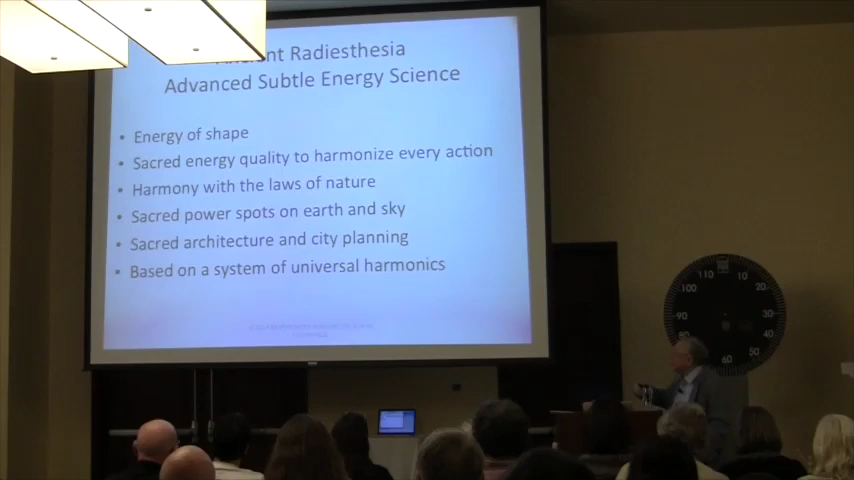 Radiesthesia
Advanced Subtle Energy Science
• Energy of shape
• Sacred energy quality to harmonize every action
• Harmony with the laws of nature
• Sacred power spots on earth and sky
• Sacred architecture and city planning
• Based on a system of universal harmonics
110
10
100
20
90
30
40
60
50